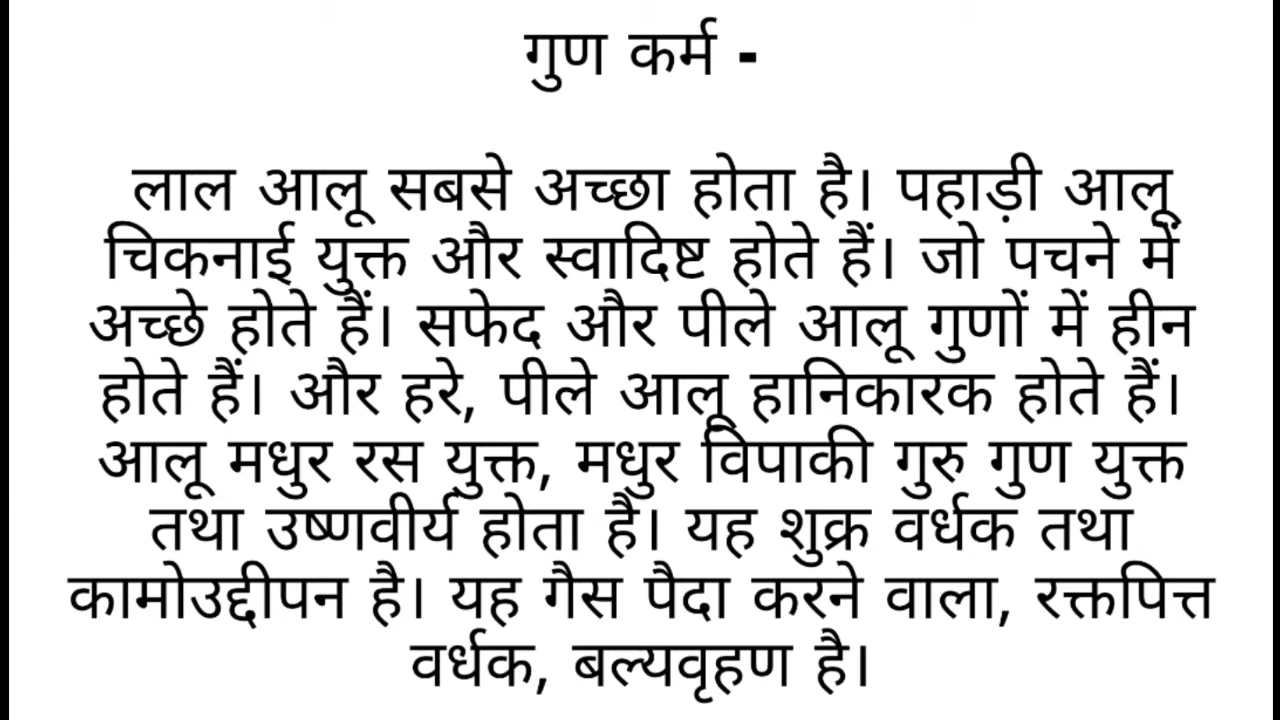 गुण कर्म -
लाल आलू सबसे अच्छा होता है। पहाड़ी आलू
चिकनाई युक्त और स्वादिष्ट होते हैं। जो पचने में
अच्छे होते हैं। सफेद और पीले आलू गुणों में हीन
होते हैं। और हरे, पीले आलू हानिकारक होते हैं।
आलू मधुर रस युक्त, मधुर विपाकी गुरु गुण युक्त
तथा उष्णवीर्य होता है। यह शुक्र वर्धक तथा
कामोउद्दीपन है। यह गैस पैदा करने वाला, रक्तपित्त
वर्धक, बल्यवृहण है।